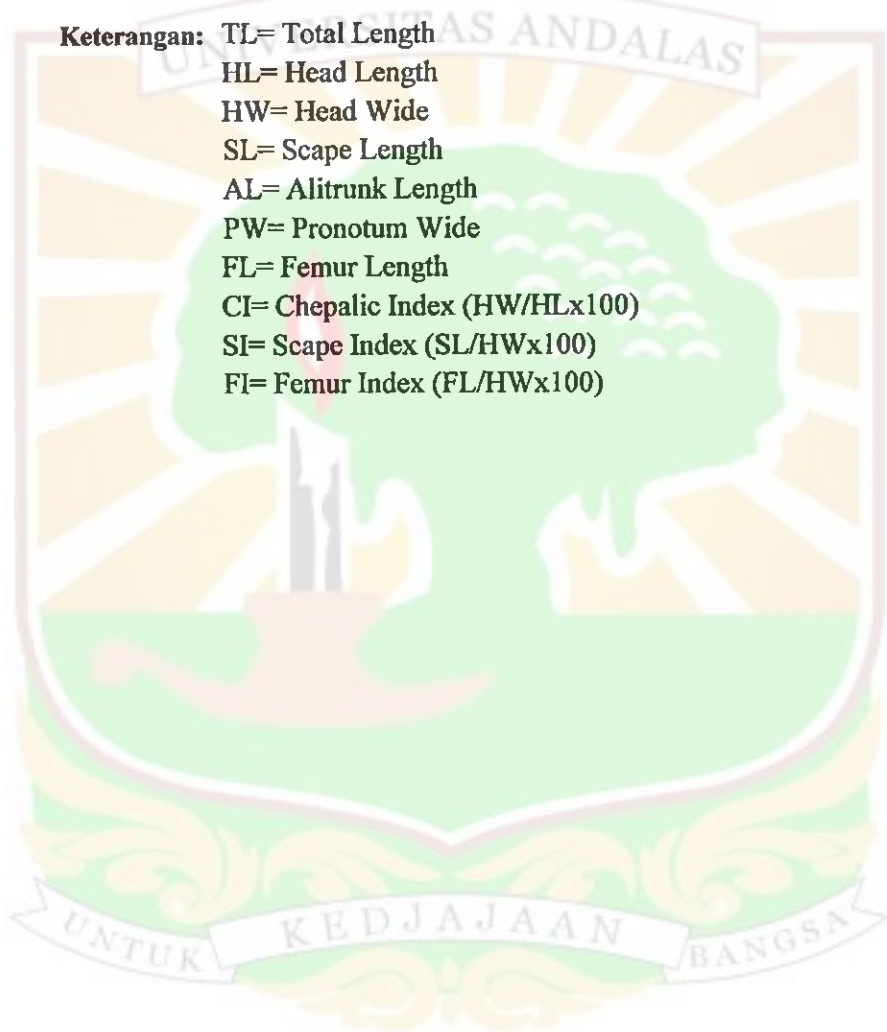 UNIVERSITAS ANDALAS
Keterangan: TL= Total Length
HL= Head Length
HW= Head Wide
SL= Scape Length
AL= Alitrunk Length
PW= Pronotum Wide
FL= Femur Length
CI= Chepalic Index (HW/HLx100)
SI= Scape Index (SL/HWx100)
FI= Femur Index (FL/HWx100)
UNTUK KEDJAJAAN BANGSA